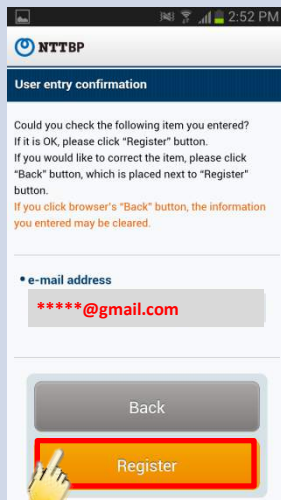 2:52 PM
NTTBP
User entry confirmation
Could you check the following item you entered?
If it is OK, please click “Register” button.
If you would like to correct the item, please click
“Back” button, which is placed next to “Register”
button.
If you click browser's “Back” button, the information
you entered may be cleared.
• e-mail address
*****@gmail.com
Back
Register